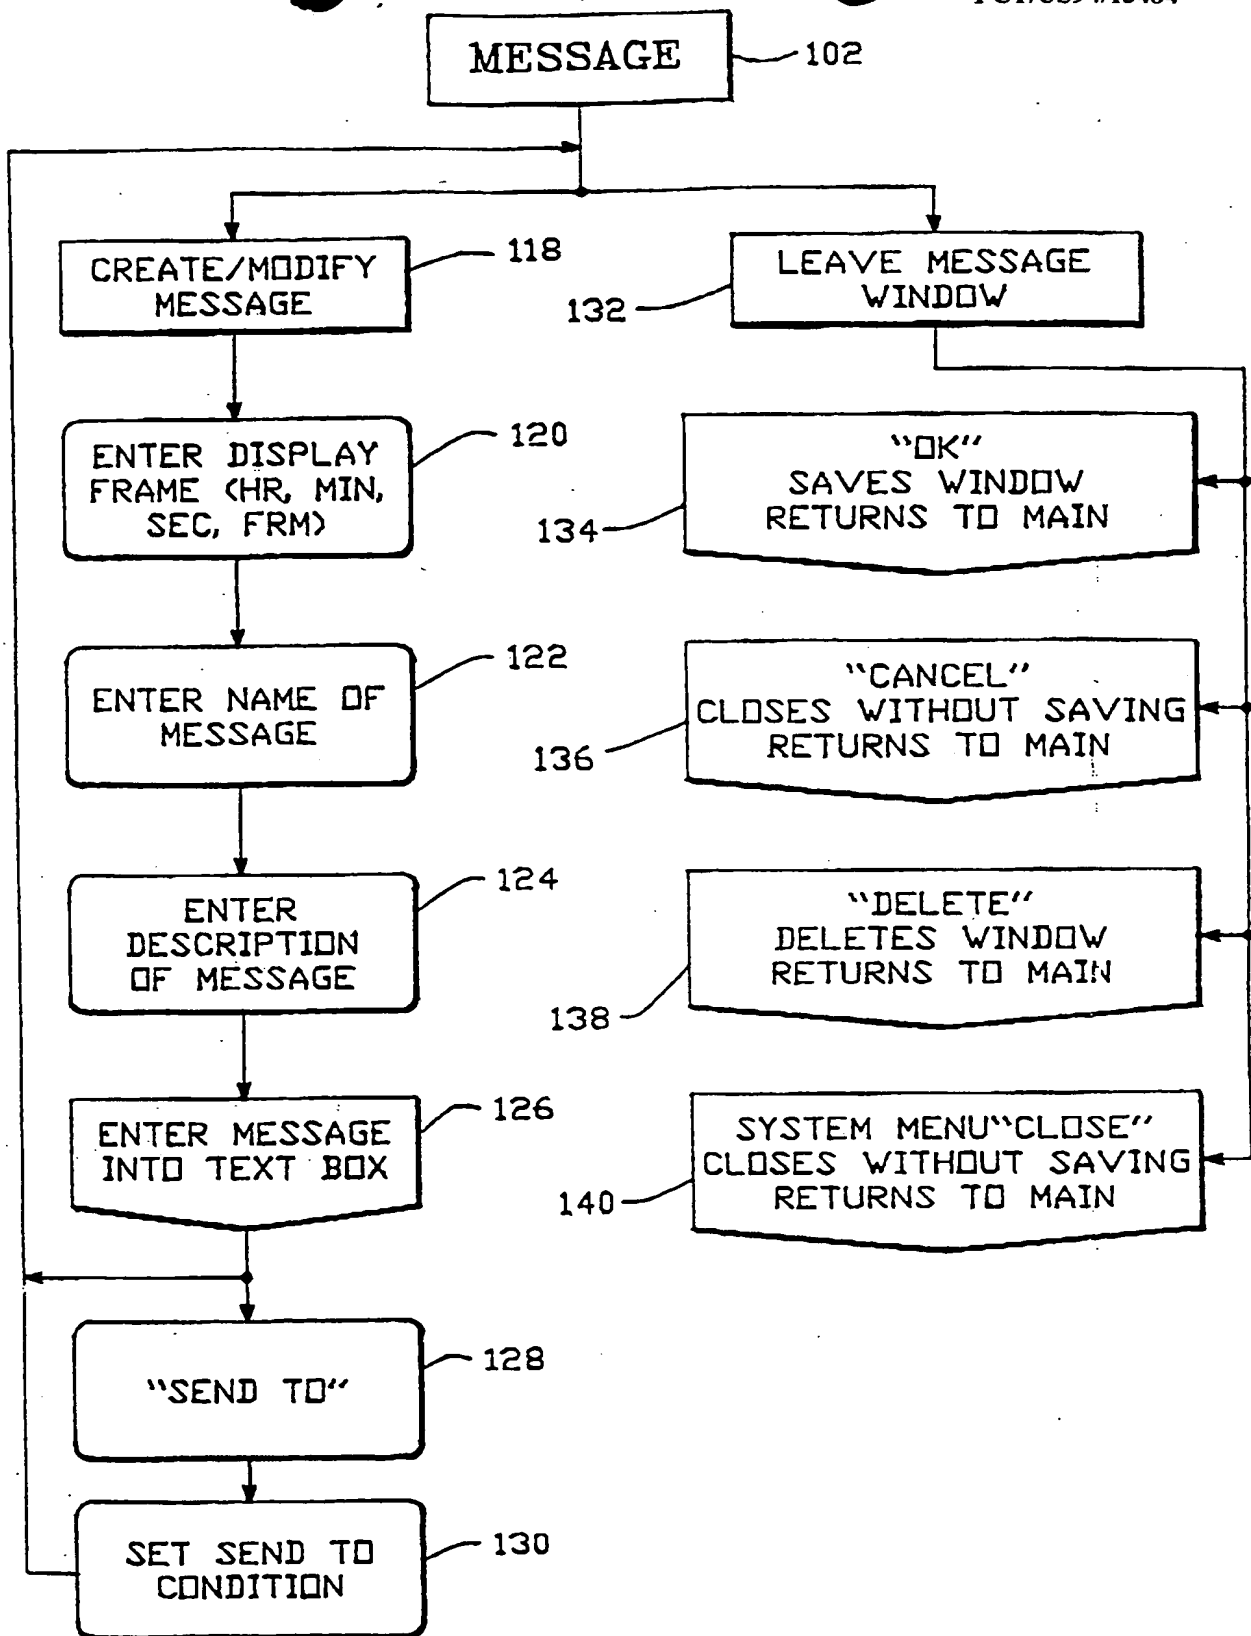 MESSAGE
102
CREATE/MODIFY
MESSAGE
118
LEAVE MESSAGE
WINDOW
132
ENTER DISPLAY
FRAME (HR, MIN,
SEC, FRM)
120
"OK"
SAVES WINDOW
RETURNS TO MAIN
134
ENTER NAME OF
MESSAGE
122
"CANCEL"
CLOSES WITHOUT SAVING
RETURNS TO MAIN
136
ENTER
DESCRIPTION
OF MESSAGE
124
"DELETE"
DELETES WINDOW
RETURNS TO MAIN
138
ENTER MESSAGE
INTO TEXT BOX
126
SYSTEM MENU"CLOSE"
CLOSES WITHOUT SAVING
RETURNS TO MAIN
140
"SEND TO"
128
SET SEND TO
CONDITION
130